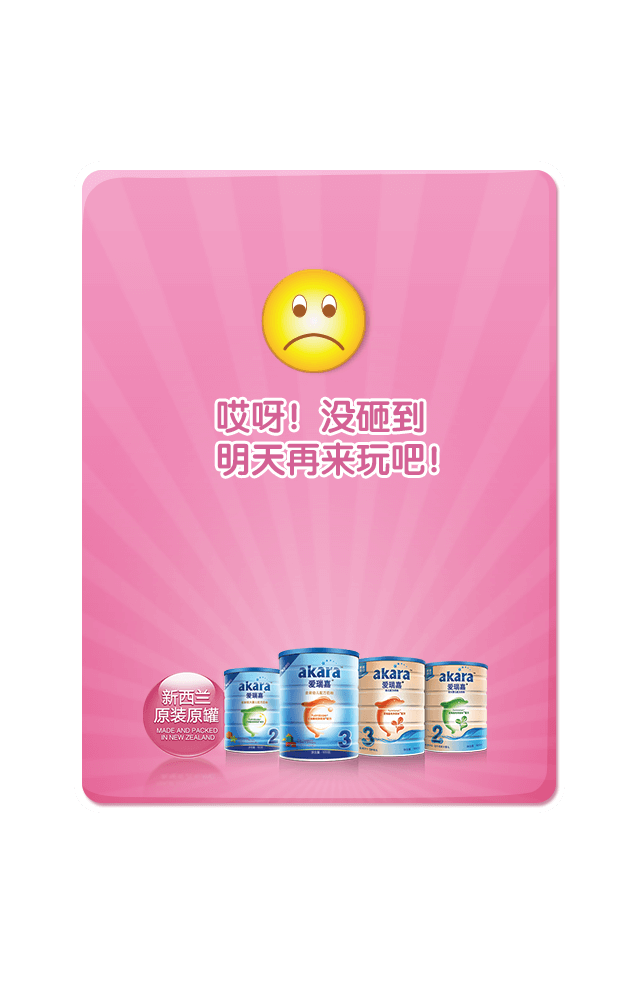 哎呀！没砸到
明天再来玩吧！
新西兰
原装原罐
MADE AND PACKED
IN NEW ZEALAND
akara
爱瑞嘉
2
akara
爱瑞嘉
3
akara
爱瑞嘉
3
akara
爱瑞嘉
2